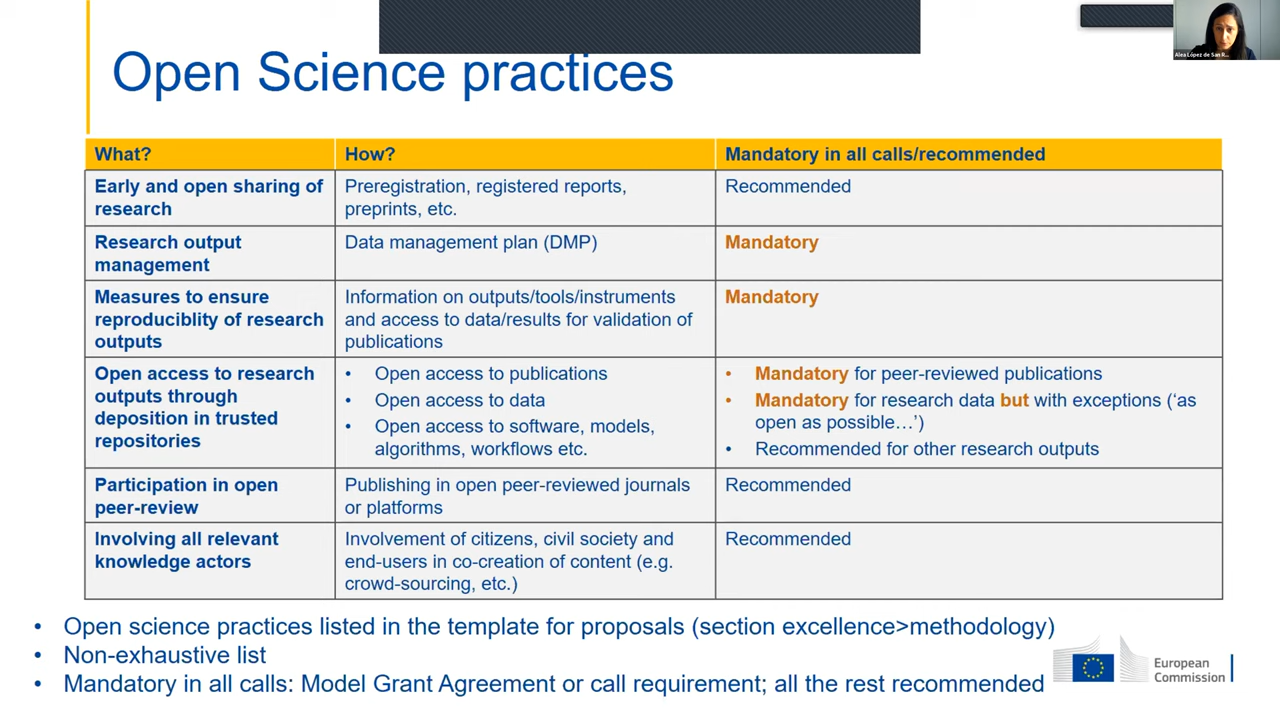 Alea López de San R...
Open Science practices
What?
How?
Mandatory in all calls/recommended
Early and open sharing of
research
Preregistration, registered reports,
preprints, etc.
Recommended
Research output
management
Data management plan (DMP)
Mandatory
Measures to ensure
reproduciblity of research
outputs
Information on outputs/tools/instruments
and access to data/results for validation of
publications
Mandatory
Open access to research
outputs through
deposition in trusted
repositories
• Open access to publications
• Open access to data
• Open access to software, models,
algorithms, workflows etc.
• Mandatory for peer-reviewed publications
• Mandatory for research data but with exceptions (‘as
open as possible…’)
• Recommended for other research outputs
Participation in open
peer-review
Publishing in open peer-reviewed journals
or platforms
Recommended
Involving all relevant
knowledge actors
Involvement of citizens, civil society and
end-users in co-creation of content (e.g.
crowd-sourcing, etc.)
Recommended
• Open science practices listed in the template for proposals (section excellence>methodology)
• Non-exhaustive list
• Mandatory in all calls: Model Grant Agreement or call requirement; all the rest recommended
European
Commission